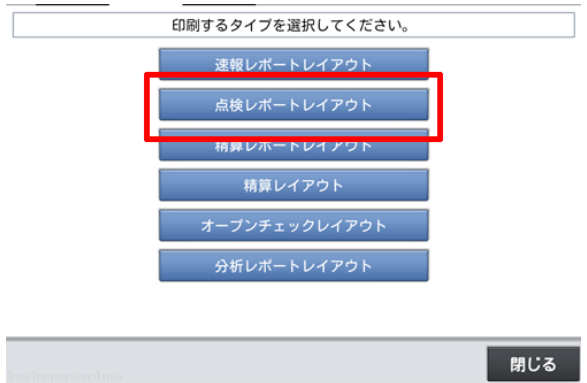 印刷するタイプを選択してください。
速報レポートレイアウト
点検レポートレイアウト
精算レポートレイアウト
精算レイアウト
オープンチェックレイアウト
分析レポートレイアウト
閉じる